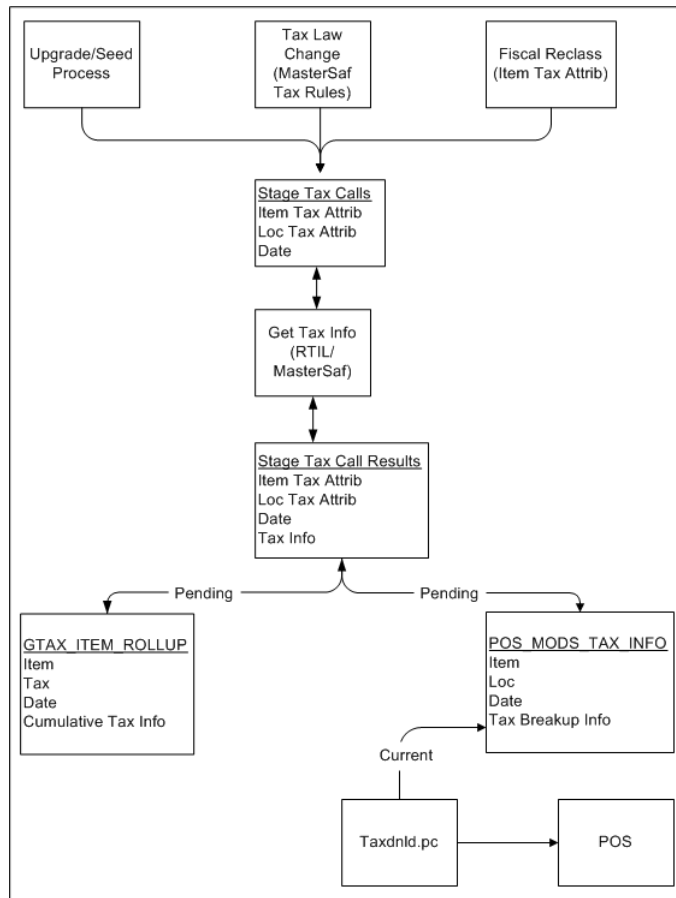 Upgrade/Seed
Process
Tax Law
Change
(MasterSaf
Tax Rules)
Fiscal Reclass
(Item Tax Attrib)
Stage Tax Calls
Item Tax Attrib
Loc Tax Attrib
Date
Get Tax Info
(RTIL/
MasterSaf)
Stage Tax Call Results
Item Tax Attrib
Loc Tax Attrib
Date
Tax Info
Pending
Pending
GTAX_ITEM_ROLLUP
Item
Tax
Date
Cumulative Tax Info
POS_MODS_TAX_INFO
Item
Loc
Date
Tax Breakup Info
Current
Taxdnld.pc
POS